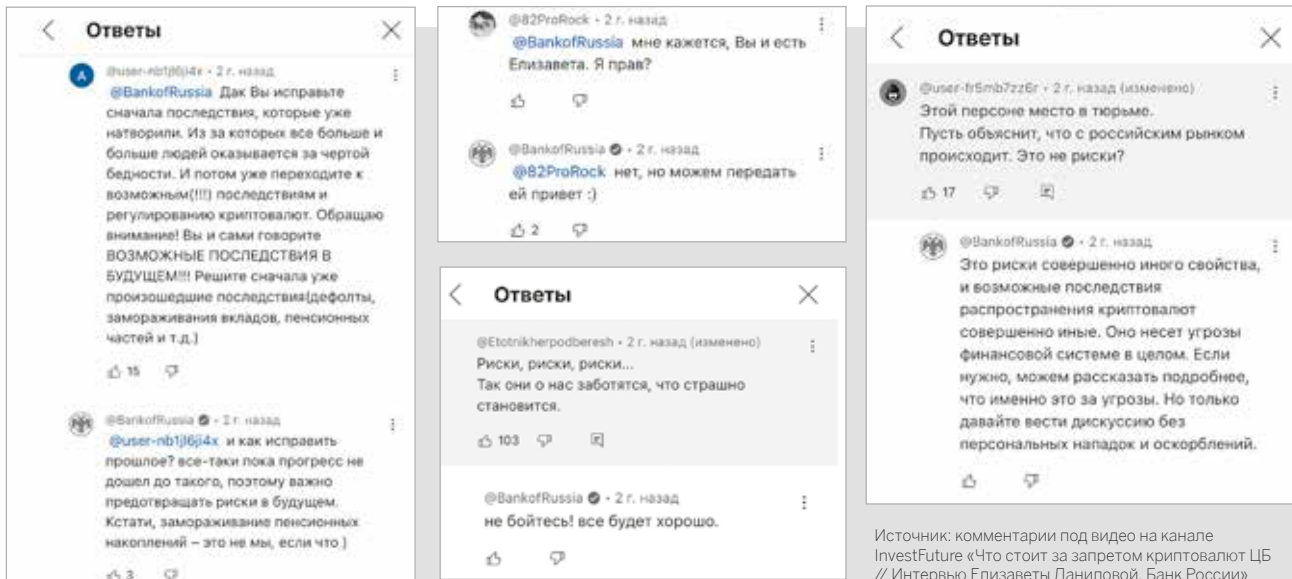 Ответы
@user-nb1jl6ji4x • 2 г. назад
@BankofRussia Дак Вы исправьте
сначала последствия, которые уже
натворили. Из за которых все больше и
больше людей оказывается за чертой
бедности. И потом уже переходите к
возможным(!!!) последствиям и
регулированию криптовалют. Обращаю
внимание! Вы и сами говорите
ВОЗМОЖНЫЕ ПОСЛЕДСТВИЯ В
БУДУЩЕМ!!! Решите сначала уже
произошедшие последствия(дефолты,
замораживания вкладов, пенсионных
частей и т.д.)
15
@BankofRussia • 2 г. назад
@user-nb1jl6ji4x и как исправить
прошлое? все-таки пока прогресс не
дошел до такого, поэтому важно
предотвращать риски в будущем.
Кстати, замораживание пенсионных
накоплений – это не мы, если что )
3
@82ProRock • 2 г. назад
@BankofRussia мне кажется, Вы и есть
Елизавета. Я прав?
@BankofRussia • 2 г. назад
@82ProRock нет, но можем передать
ей привет :)
2
Ответы
@Etotnikherpodberesh • 2 г. назад (изменено)
Риски, риски, риски...
Так они о нас заботятся, что страшно
становится.
103
@BankofRussia • 2 г. назад
не бойтесь! все будет хорошо.
Ответы
@user-fr5mb7zz6r • 2 г. назад (изменено)
Этой персоне место в тюрьме.
Пусть объяснит, что с российским рынком
происходит. Это не риски?
17
@BankofRussia • 2 г. назад
Это риски совершенно иного свойства,
и возможные последствия
распространения криптовалют
совершенно иные. Оно несет угрозы
финансовой системе в целом. Если
нужно, можем рассказать подробнее,
что именно это за угрозы. Но только
давайте вести дискуссию без
персональных нападок и оскорблений.
Источник: комментарии под видео на канале
InvestFuture «Что стоит за запретом криптовалют ЦБ
// Интервью Елизаветы Даниловой, Банк России»